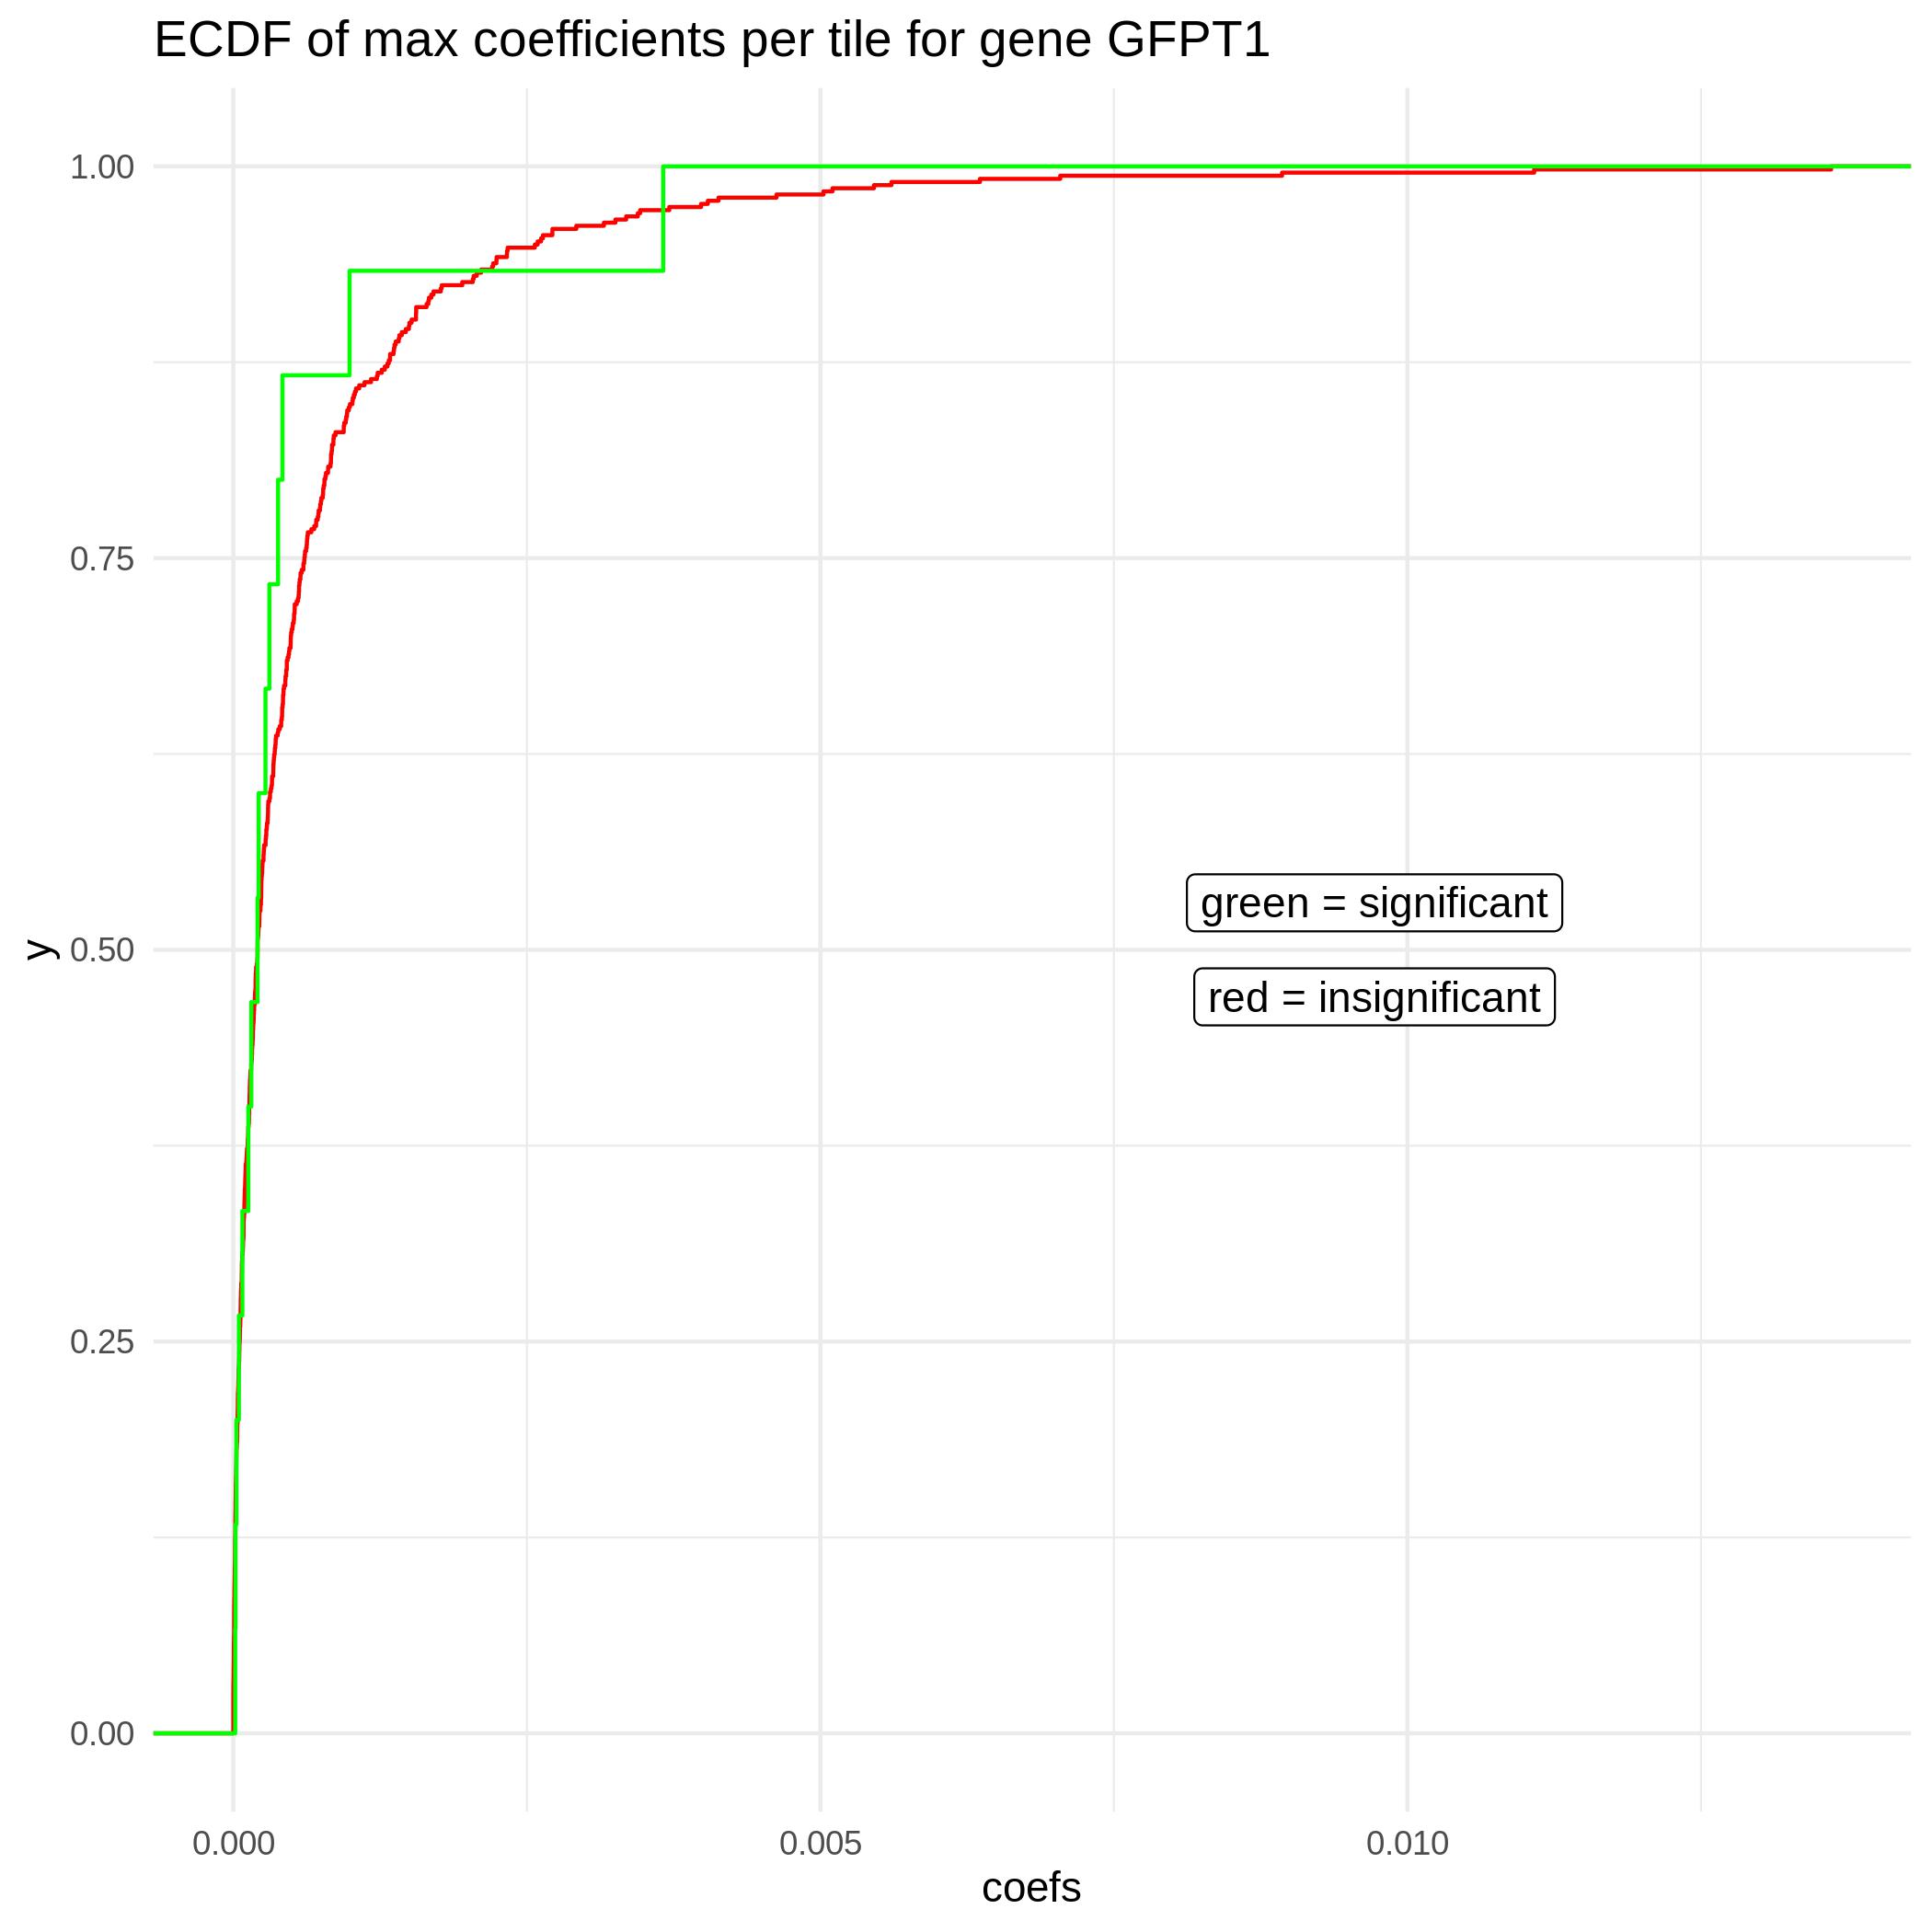 ECDF of max coefficients per tile for gene GFPT1
1.00
0.75
0.50
0.25
0.00
y
green = significant
red = insignificant
0.000 0.005 0.010
coefs